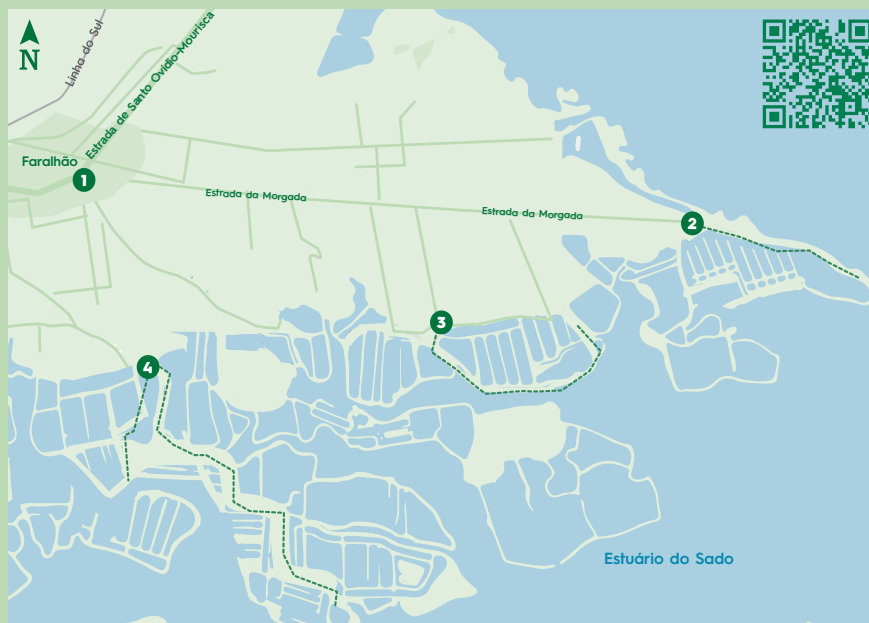 N
Linha do Sul
Estrada de Santo Ovídio-Mourisca
Faralhão
1
Estrada da Morgada
Estrada da Morgada
2
3
4
Estuário do Sado